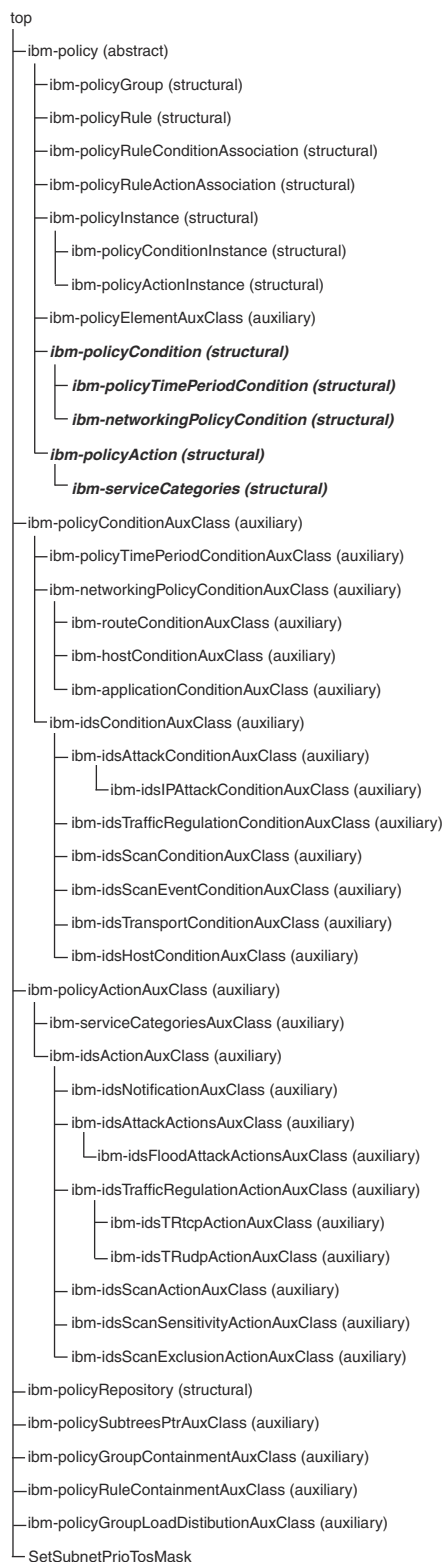 top
ibm-policy (abstract)
ibm-policyGroup (structural)
ibm-policyRule (structural)
ibm-policyRuleConditionAssociation (structural)
ibm-policyRuleActionAssociation (structural)
ibm-policyInstance (structural)
ibm-policyConditionInstance (structural)
ibm-policyActionInstance (structural)
ibm-policyElementAuxClass (auxiliary)
ibm-policyCondition (structural)
ibm-policyTimePeriodCondition (structural)
ibm-networkingPolicyCondition (structural)
ibm-policyAction (structural)
ibm-serviceCategories (structural)
ibm-policyConditionAuxClass (auxiliary)
ibm-policyTimePeriodConditionAuxClass (auxiliary)
ibm-networkingPolicyConditionAuxClass (auxiliary)
ibm-routeConditionAuxClass (auxiliary)
ibm-hostConditionAuxClass (auxiliary)
ibm-applicationConditionAuxClass (auxiliary)
ibm-idsConditionAuxClass (auxiliary)
ibm-idsAttackConditionAuxClass (auxiliary)
ibm-idsIPAttackConditionAuxClass (auxiliary)
ibm-idsTrafficRegulationConditionAuxClass (auxiliary)
ibm-idsScanConditionAuxClass (auxiliary)
ibm-idsScanEventConditionAuxClass (auxiliary)
ibm-idsTransportConditionAuxClass (auxiliary)
ibm-idsHostConditionAuxClass (auxiliary)
ibm-policyActionAuxClass (auxiliary)
ibm-serviceCategoriesAuxClass (auxiliary)
ibm-idsActionAuxClass (auxiliary)
ibm-idsNotificationAuxClass (auxiliary)
ibm-idsAttackActionsAuxClass (auxiliary)
ibm-idsFloodAttackActionsAuxClass (auxiliary)
ibm-idsTrafficRegulationActionAuxClass (auxiliary)
ibm-idsTRtcpActionAuxClass (auxiliary)
ibm-idsTRudpActionAuxClass (auxiliary)
ibm-idsScanActionAuxClass (auxiliary)
ibm-idsScanSensitivityActionAuxClass (auxiliary)
ibm-idsScanExclusionActionAuxClass (auxiliary)
ibm-policyRepository (structural)
ibm-policySubtreesPtrAuxClass (auxiliary)
ibm-policyGroupContainmentAuxClass (auxiliary)
ibm-policyRuleContainmentAuxClass (auxiliary)
ibm-policyGroupLoadDistibutionAuxClass (auxiliary)
SetSubnetPrioTosMask